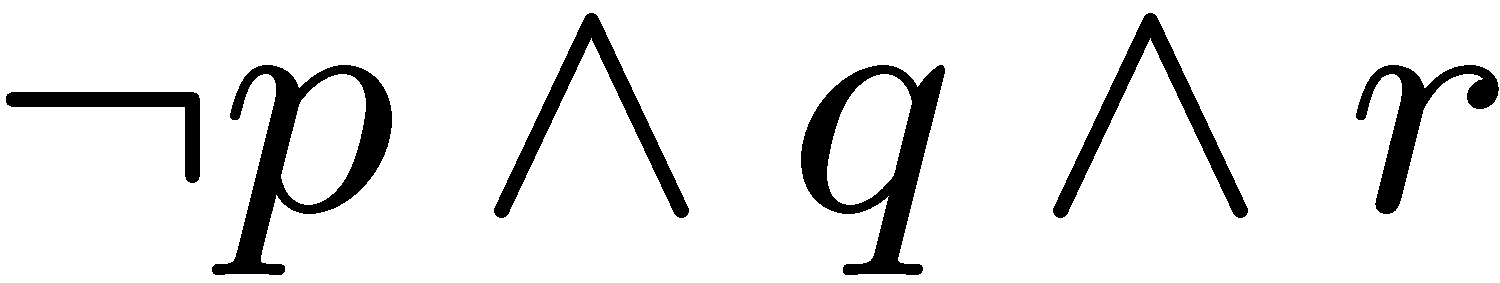 ¬p ∧ q ∧ r